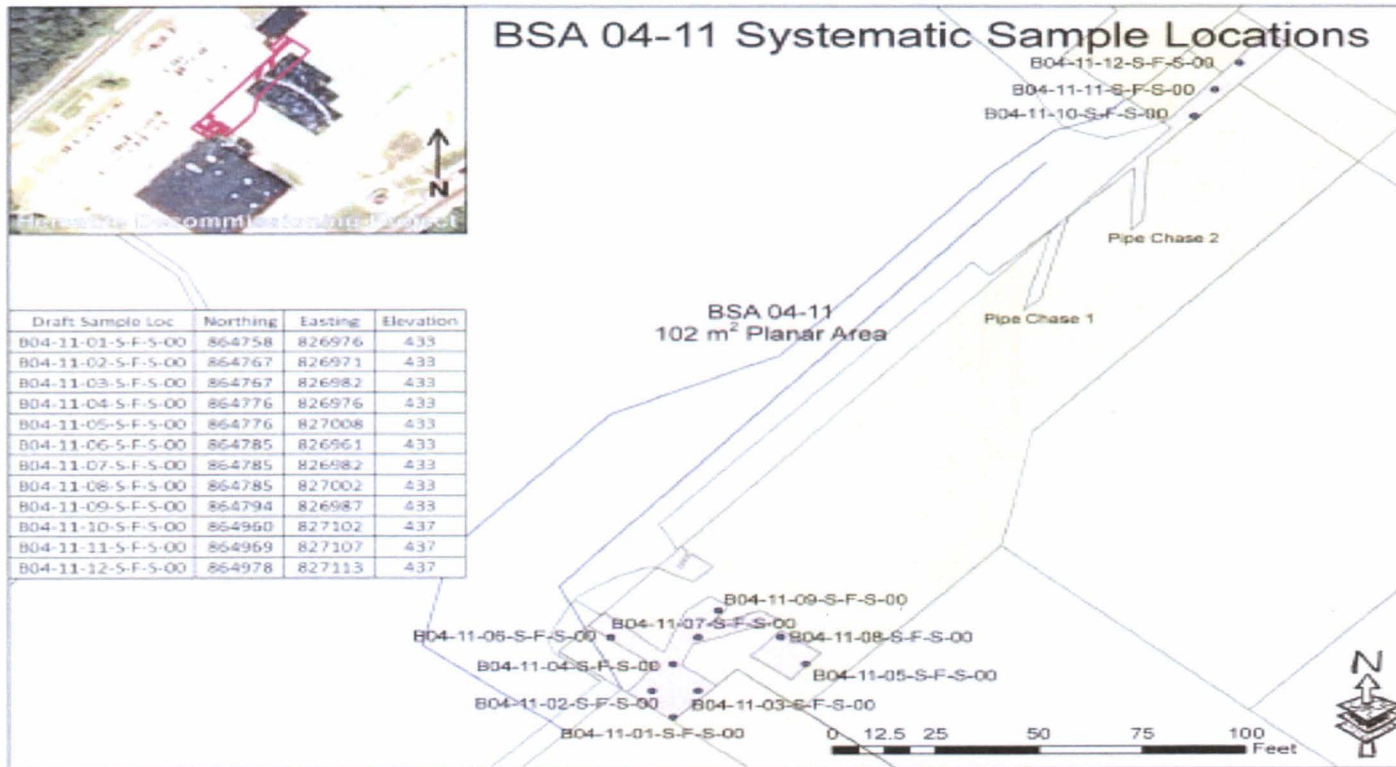 BSA 04-11 Systematic Sample Locations
N
Hematite Decommissioning Project
B04-11-12-S-F-S-00
B04-11-11-S-F-S-00
B04-11-10-S-F-S-00
Pipe Chase 2
Pipe Chase 1
BSA 04-11
102 m² Planar Area
Draft Sample Loc Northing Easting Elevation
B04-11-01-S-F-S-00 864758 826976 433
B04-11-02-S-F-S-00 864767 826971 433
B04-11-03-S-F-S-00 864767 826982 433
B04-11-04-S-F-S-00 864776 826976 433
B04-11-05-S-F-S-00 864776 827008 433
B04-11-06-S-F-S-00 864785 826961 433
B04-11-07-S-F-S-00 864785 826982 433
B04-11-08-S-F-S-00 864785 827002 433
B04-11-09-S-F-S-00 864794 826987 433
B04-11-10-S-F-S-00 864960 827102 437
B04-11-11-S-F-S-00 864969 827107 437
B04-11-12-S-F-S-00 864978 827113 437
B04-11-09-S-F-S-00
B04-11-07-S-F-S-00
B04-11-06-S-F-S-00
B04-11-08-S-F-S-00
B04-11-04-S-F-S-00
B04-11-05-S-F-S-00
B04-11-02-S-F-S-00
B04-11-03-S-F-S-00
B04-11-01-S-F-S-00
N
0 12.5 25 50 75 100
Feet